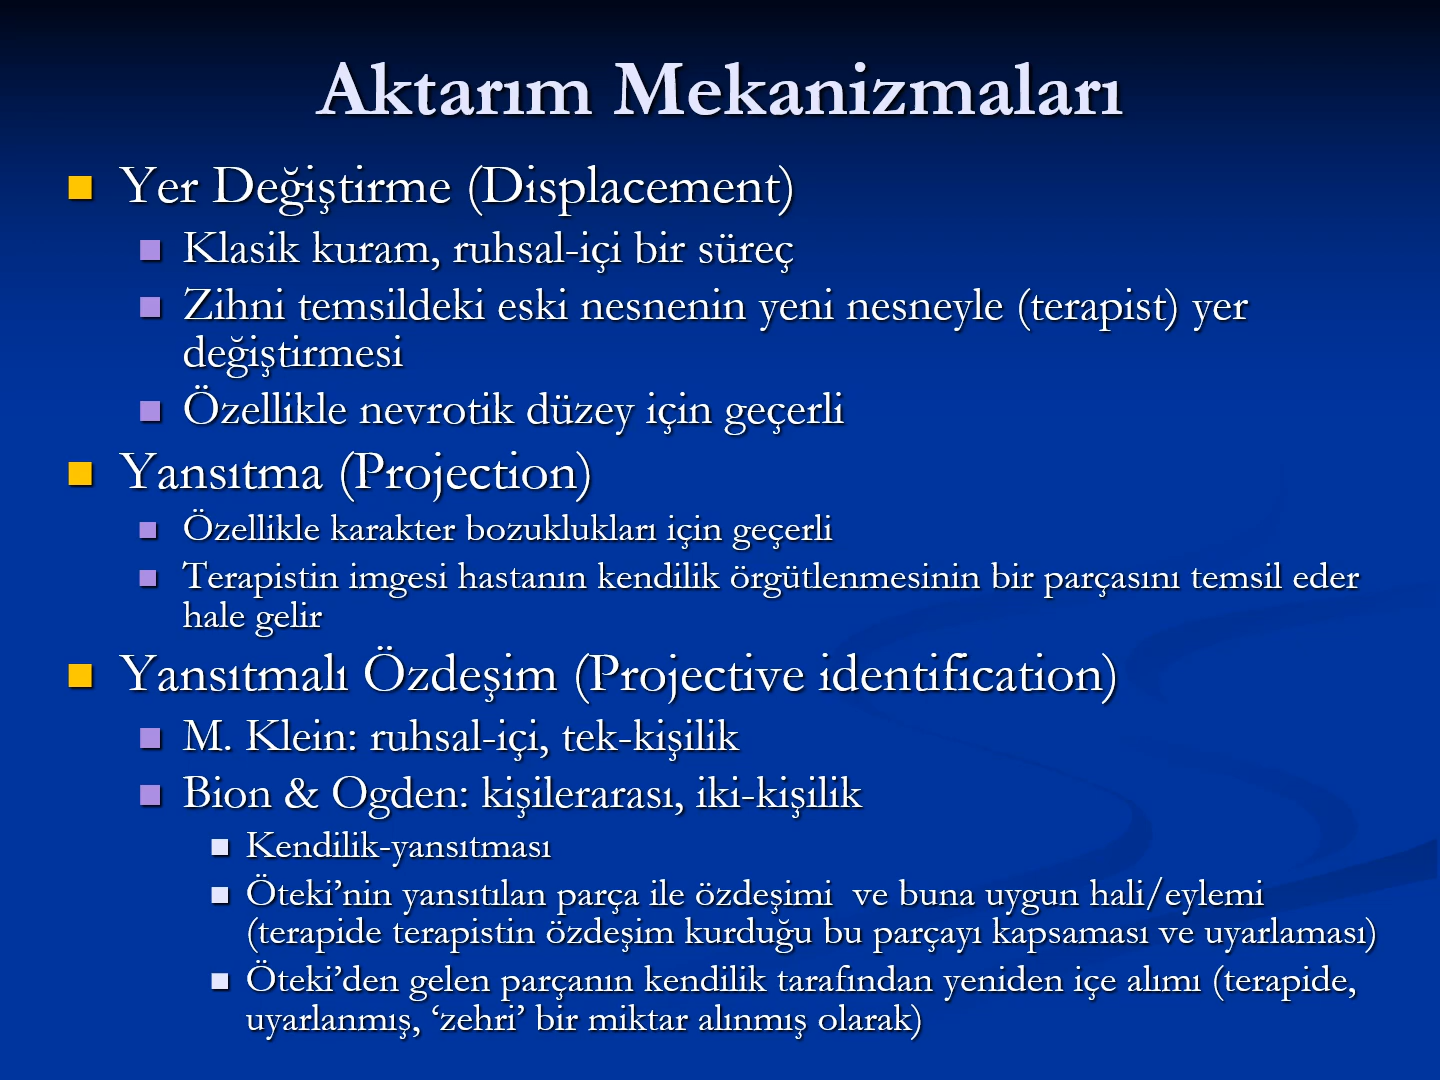 Aktarım Mekanizmaları
Yer Değiştirme (Displacement)
Klasik kuram, ruhsal-içi bir süreç
Zihni temsildeki eski nesnenin yeni nesneyle (terapist) yer
değiştirmesi
Özellikle nevrotik düzey için geçerli
Yansıtma (Projection)
Özellikle karakter bozuklukları için geçerli
Terapistin imgesi hastanın kendilik örgütlenmesinin bir parçasını temsil eder
hale gelir
Yansıtmalı Özdeşim (Projective identification)
M. Klein: ruhsal-içi, tek-kişilik
Bion & Ogden: kişilerarası, iki-kişilik
Kendilik-yansıtması
Öteki’nin yansıtılan parça ile özdeşimi  ve buna uygun hali/eylemi
(terapide terapistin özdeşim kurduğu bu parçayı kapsaması ve uyarlaması)
Öteki’den gelen parçanın kendilik tarafından yeniden içe alımı (terapide,
uyarlanmış, ‘zehri’ bir miktar alınmış olarak)